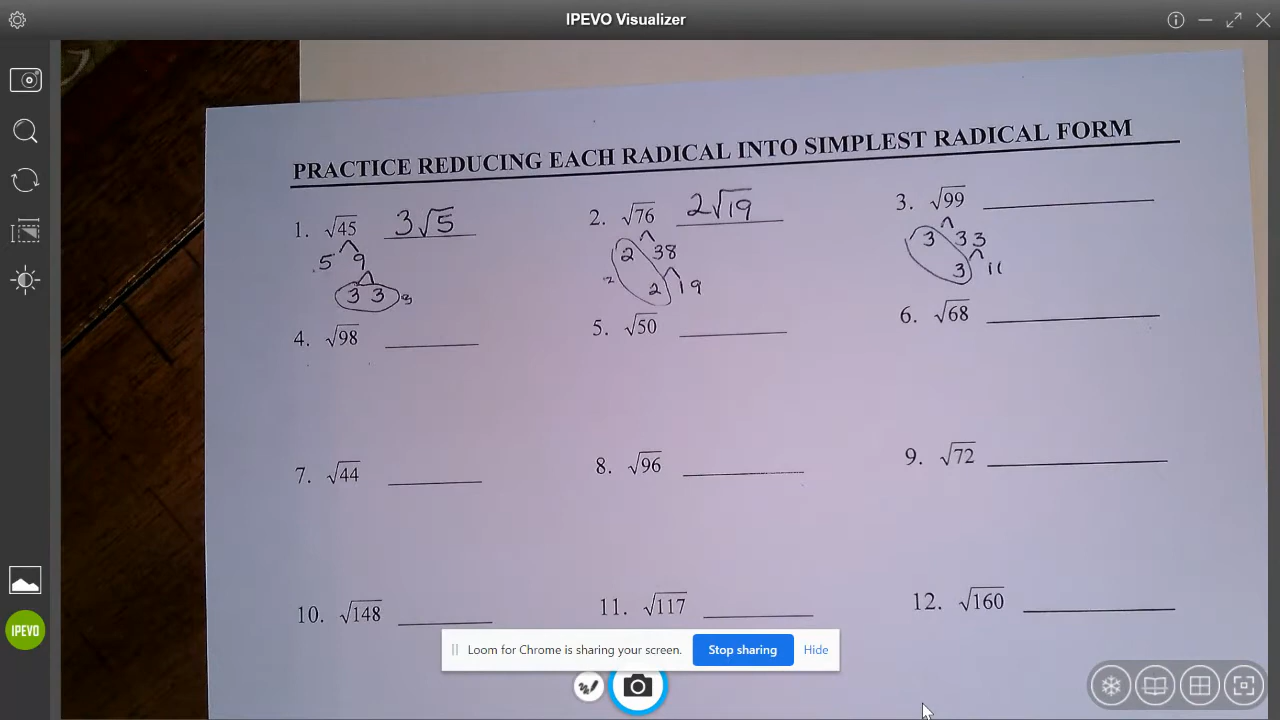 IPEVO Visualizer
PRACTICE REDUCING EACH RADICAL INTO SIMPLEST RADICAL FORM
1. √45 3√5
5 9
3 3 3
2. √76 2√19
2 38
2 2 19
3. √99
3 33
3 11
4. √98
5. √50
6. √68
7. √44
8. √96
9. √72
10. √148
11. √117
12. √160
IPEVO
Loom for Chrome is sharing your screen. Stop sharing Hide